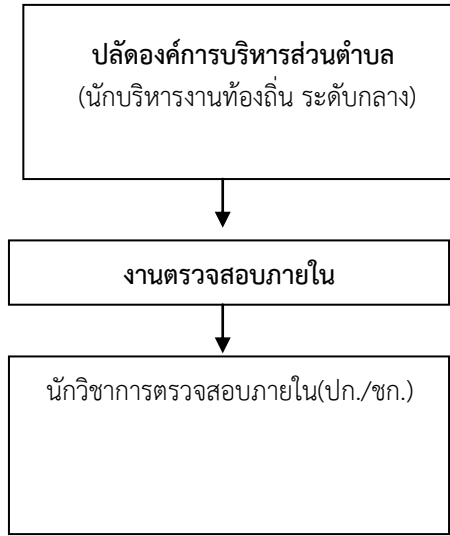 ปลัดองค์การบริหารส่วนตำบล
(นักบริหารงานท้องถิ่น ระดับกลาง)
งานตรวจสอบภายใน
นักวิชาการตรวจสอบภายใน(ปก./ชก.)